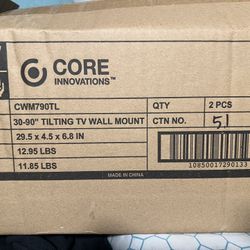 CORE
INNOVATIONS™
CWM790TL QTY 2 PCS
30-90" TILTING TV WALL MOUNT CTN NO. 51
29.5 x 4.5 x 6.8 IN
12.95 LBS
11.85 LBS
10850017290133
MADE IN CHINA